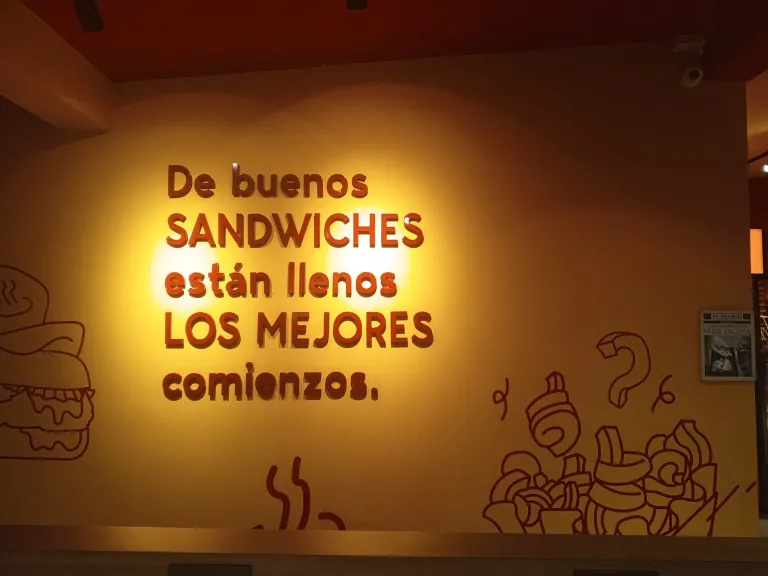 De buenos
SANDWICHES
están llenos
LOS MEJORES
comienzos.